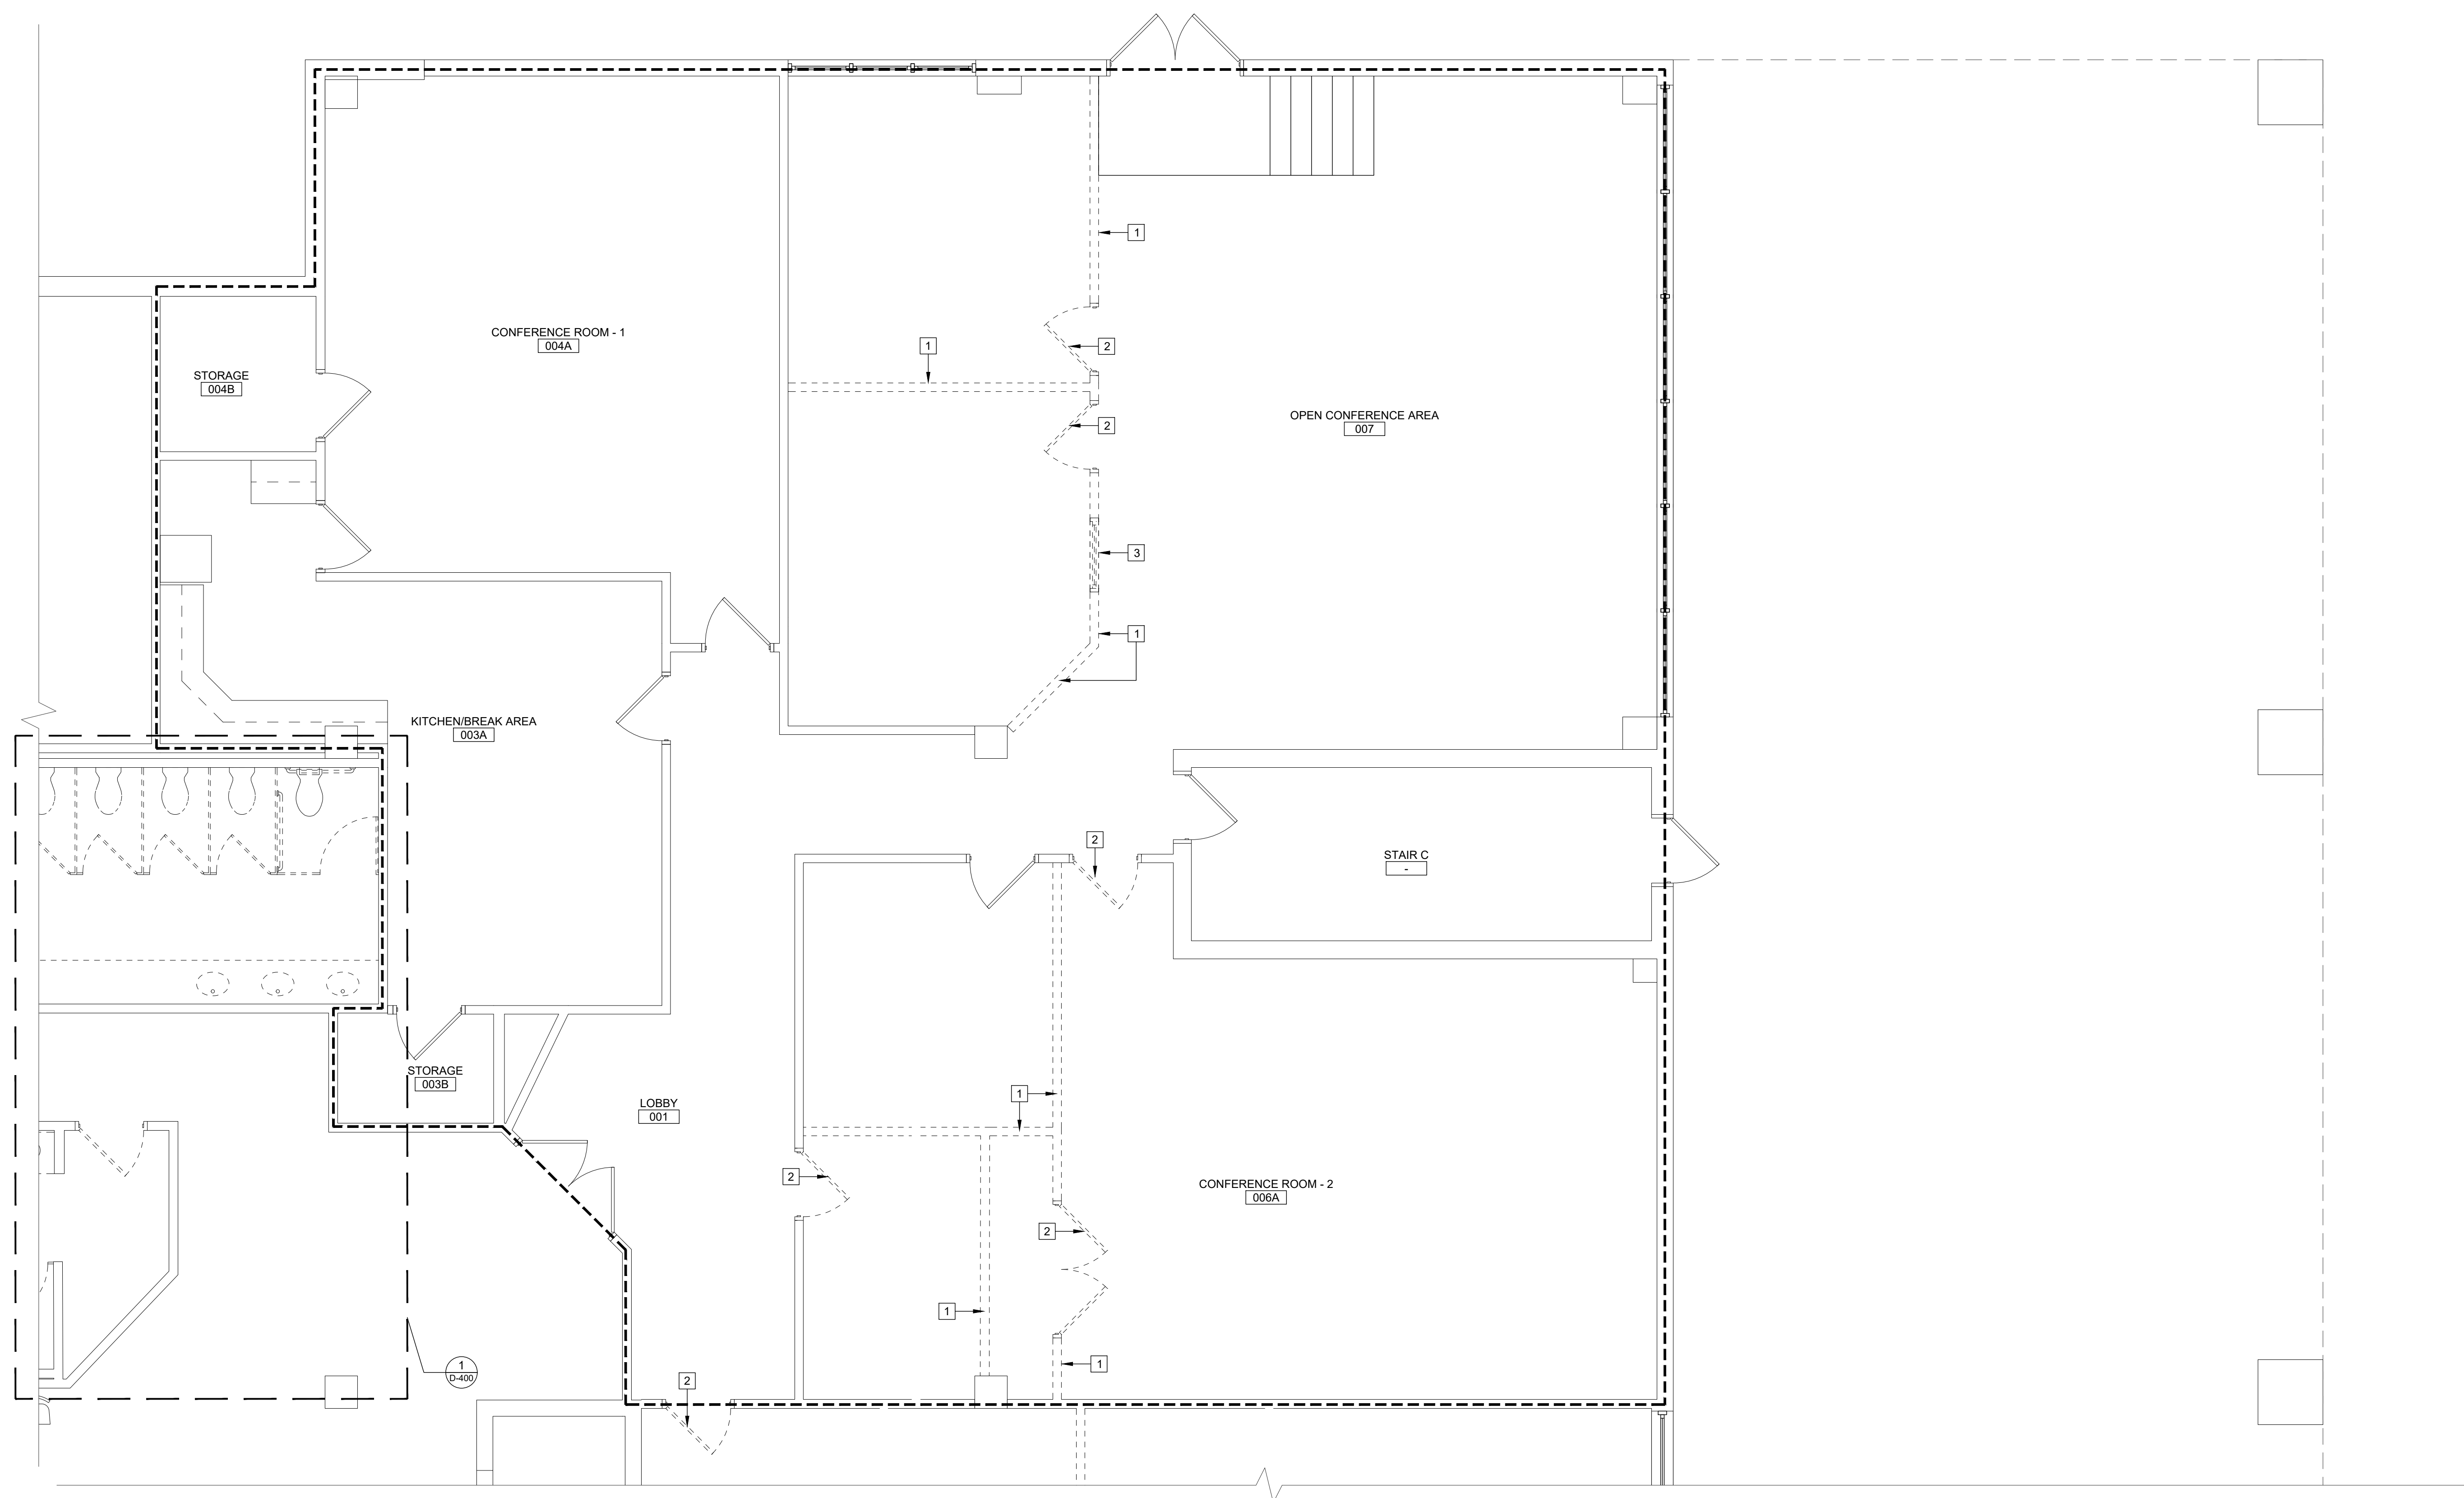 1
CONFERENCE ROOM - 1
004A
1
2
STORAGE
004B
2
OPEN CONFERENCE AREA
007
3
1
KITCHEN/BREAK AREA
003A
2
STAIR C
-
STORAGE
003B
1
LOBBY
001
2
CONFERENCE ROOM - 2
006A
2
1
1
1
D-400
2